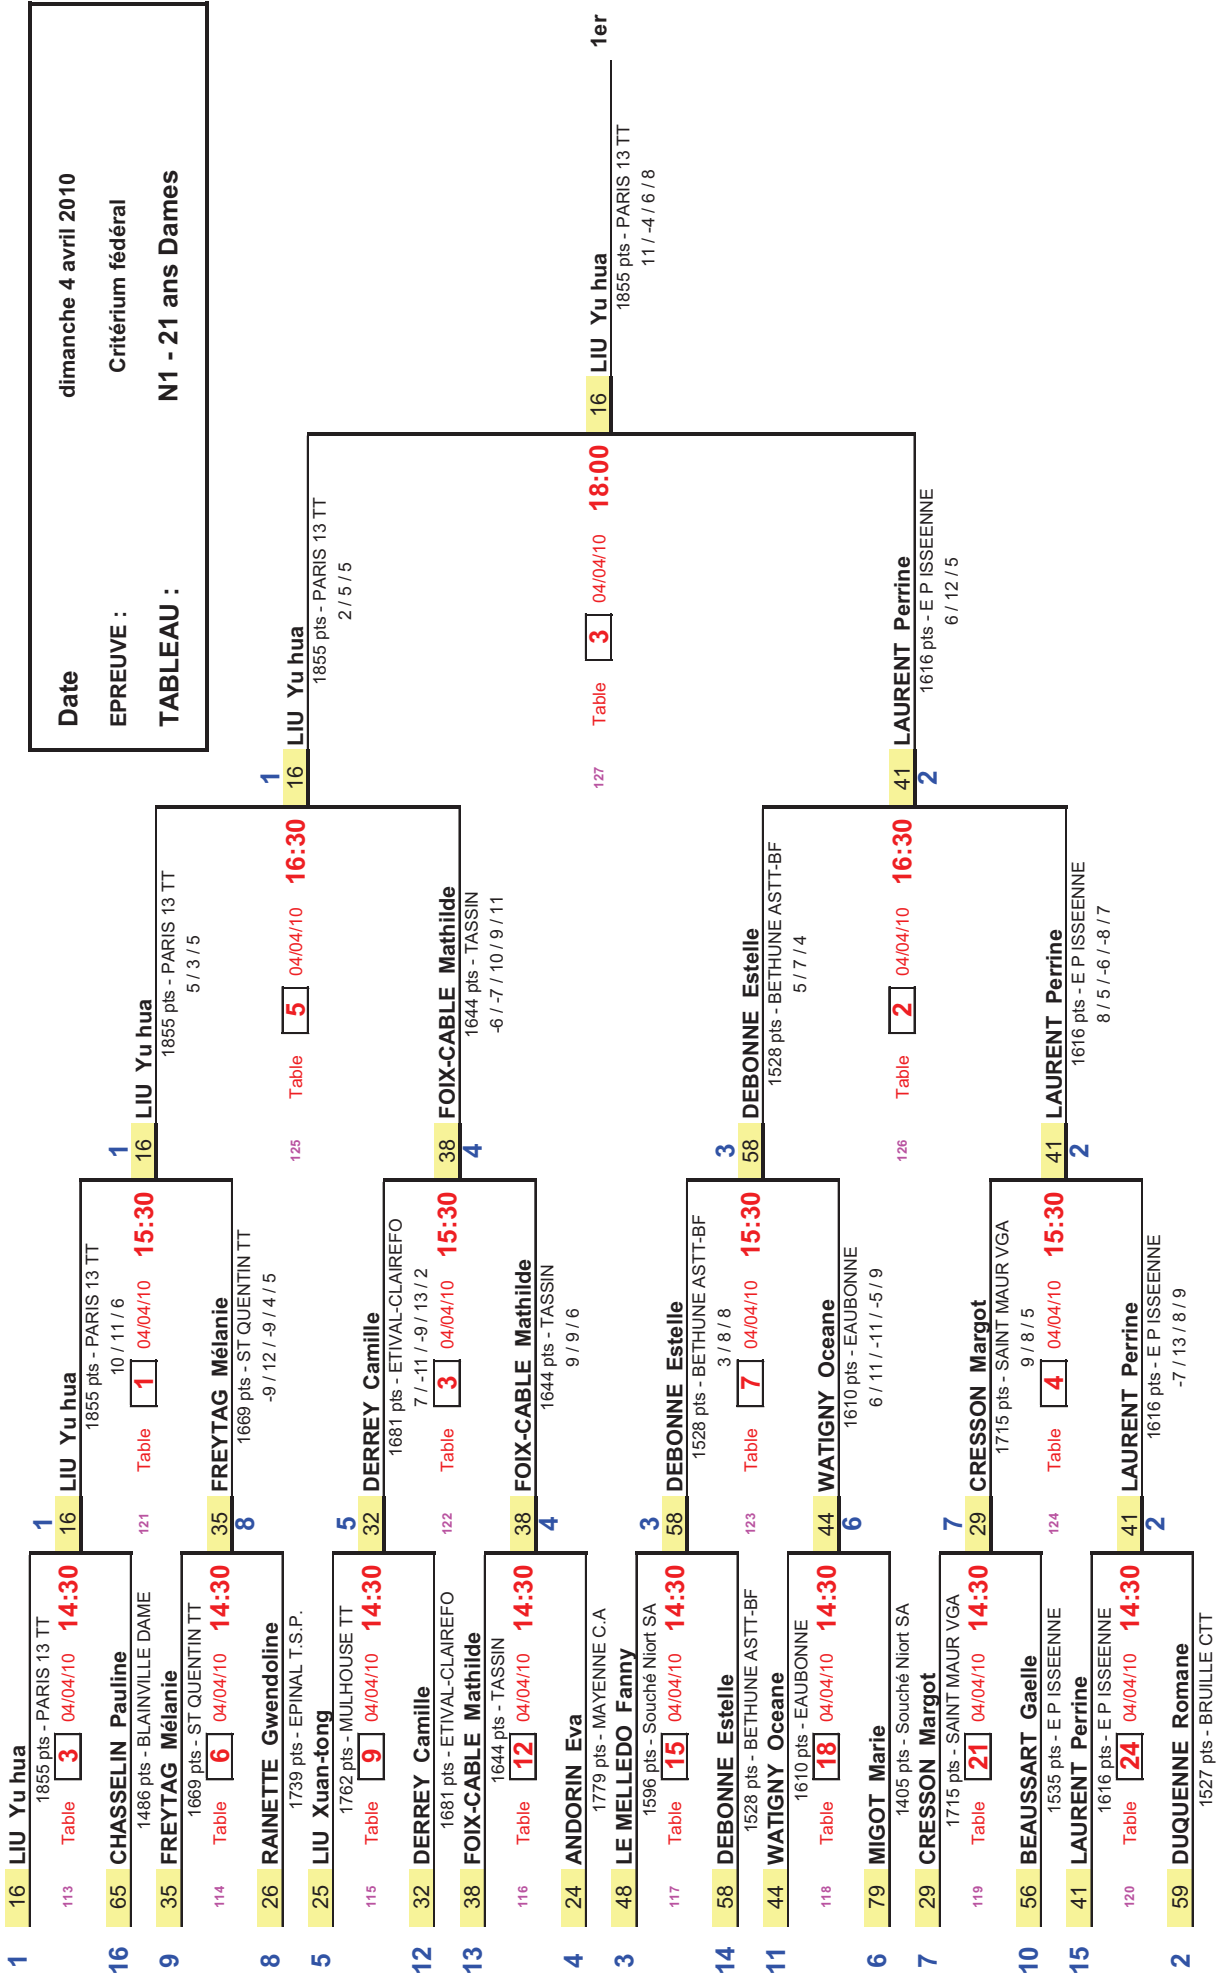 Date dimanche 4 avril 2010
EPREUVE : Critérium fédéral
TABLEAU : N1 - 21 ans Dames
1 16 LIU Yu hua
1855 pts - PARIS 13 TT
113 Table 3 04/04/10 14:30
16 65 CHASSELIN Pauline
1486 pts - BLAINVILLE DAME
9 35 FREYTAG Mélanie
1669 pts - ST QUENTIN TT
114 Table 6 04/04/10 14:30
8 26 RAINETTE Gwendoline
1739 pts - EPINAL T.S.P.
5 25 LIU Xuan-tong
1762 pts - MULHOUSE TT
115 Table 9 04/04/10 14:30
12 32 DERREY Camille
1681 pts - ETIVAL-CLAIREFO
13 38 FOIX-CABLE Mathilde
1644 pts - TASSIN
116 Table 12 04/04/10 14:30
4 24 ANDORIN Eva
1779 pts - MAYENNE C.A
3 48 LE MELLEDO Fanny
1596 pts - Souché Niort SA
117 Table 15 04/04/10 14:30
14 58 DEBONNE Estelle
1528 pts - BETHUNE ASTT-BF
11 44 WATIGNY Oceane
1610 pts - EAUBONNE
118 Table 18 04/04/10 14:30
6 79 MIGOT Marie
1405 pts - Souché Niort SA
7 29 CRESSON Margot
1715 pts - SAINT MAUR VGA
119 Table 21 04/04/10 14:30
10 56 BEAUSSART Gaelle
1535 pts - E P ISSEENNE
15 41 LAURENT Perrine
1616 pts - E P ISSEENNE
120 Table 24 04/04/10 14:30
2 59 DUQUENNE Romane
1527 pts - BRUILLE CTT
1
16 LIU Yu hua
1855 pts - PARIS 13 TT
10 / 11 / 6
121 Table 1 04/04/10 15:30
35 FREYTAG Mélanie
8 1669 pts - ST QUENTIN TT
-9 / 12 / -9 / 4 / 5
5
32 DERREY Camille
1681 pts - ETIVAL-CLAIREFO
7 / -11 / -9 / 13 / 2
122 Table 3 04/04/10 15:30
38 FOIX-CABLE Mathilde
4 1644 pts - TASSIN
9 / 9 / 6
3
58 DEBONNE Estelle
1528 pts - BETHUNE ASTT-BF
3 / 8 / 8
123 Table 7 04/04/10 15:30
44 WATIGNY Oceane
6 1610 pts - EAUBONNE
6 / 11 / -11 / -5 / 9
7
29 CRESSON Margot
1715 pts - SAINT MAUR VGA
9 / 8 / 5
124 Table 4 04/04/10 15:30
41 LAURENT Perrine
2 1616 pts - E P ISSEENNE
-7 / 13 / 8 / 9
1
16 LIU Yu hua
1855 pts - PARIS 13 TT
5 / 3 / 5
125 Table 5 04/04/10 16:30
38 FOIX-CABLE Mathilde
4 1644 pts - TASSIN
-6 / -7 / 10 / 9 / 11
3
58 DEBONNE Estelle
1528 pts - BETHUNE ASTT-BF
5 / 7 / 4
126 Table 2 04/04/10 16:30
41 LAURENT Perrine
2 1616 pts - E P ISSEENNE
8 / 5 / -6 / -8 / 7
1
16 LIU Yu hua
1855 pts - PARIS 13 TT
2 / 5 / 5
127 Table 3 04/04/10 18:00
41 LAURENT Perrine
2 1616 pts - E P ISSEENNE
6 / 12 / 5
16 LIU Yu hua 1er
1855 pts - PARIS 13 TT
11 / -4 / 6 / 8